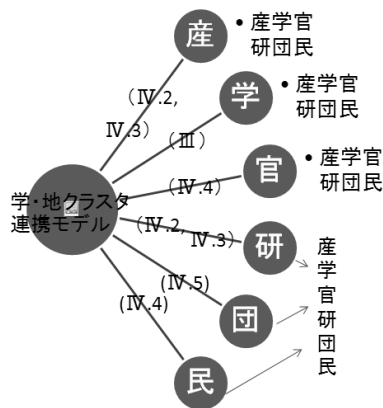 産
• 産学官
研団民
(Ⅳ.2,
Ⅳ.3)
学
• 産学官
研団民
(Ⅲ)
官
• 産学官
研団民
(Ⅳ.4)
学・地クラスタ
連携モデル
(Ⅳ.2,
Ⅳ.3)
研
(Ⅳ.5)
団
(Ⅳ.4)
民
産
学
官
研
団
民